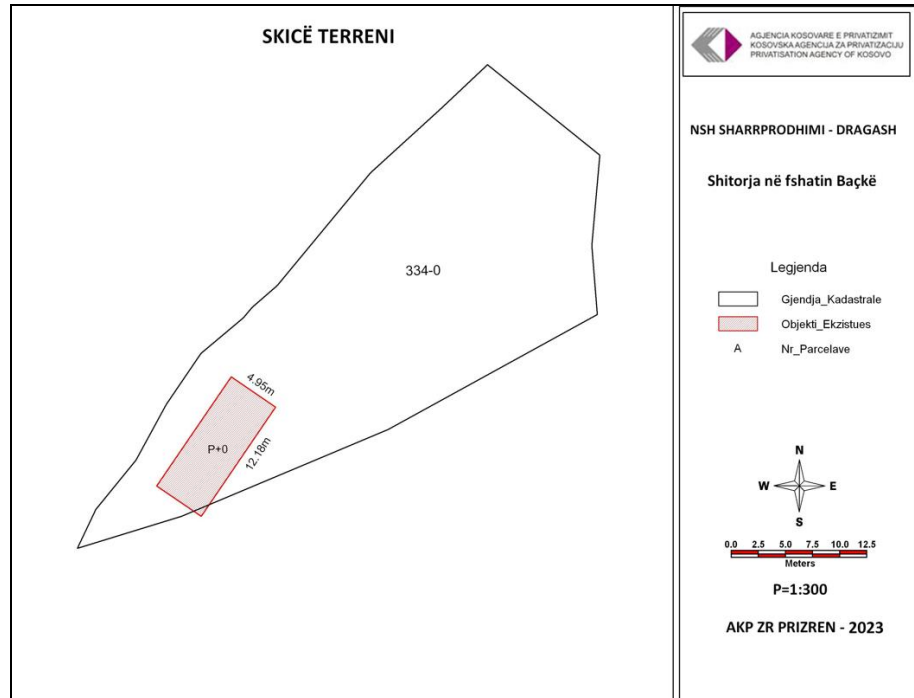 SKICË TERRENI
334-0
4.95m
12.18m
P+0
AGJENCIA KOSOVARE E PRIVATIZIMIT
KOSOVSKA AGENCIJA ZA PRIVATIZACIJU
PRIVATISATION AGENCY OF KOSOVO
NSH SHARRPRODHIMI - DRAGASH
Shitorja në fshatin Baçkë
Legjenda
Gjendja_Kadastrale
Objekti_Ekzistues
A Nr_Parcelave
N
W E
S
0.0 2.5 5.0 7.5 10.0 12.5
Meters
P=1:300
AKP ZR PRIZREN - 2023